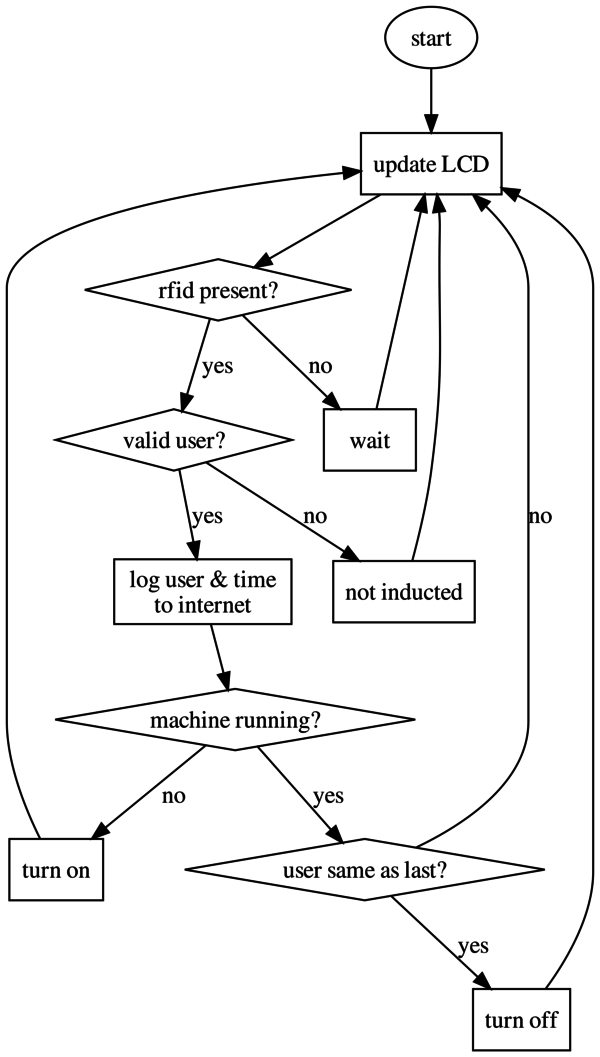 start
update LCD
rfid present?
yes
no
valid user?
wait
yes
no
no
log user & time
to internet
not inducted
machine running?
no
yes
turn on
user same as last?
yes
turn off